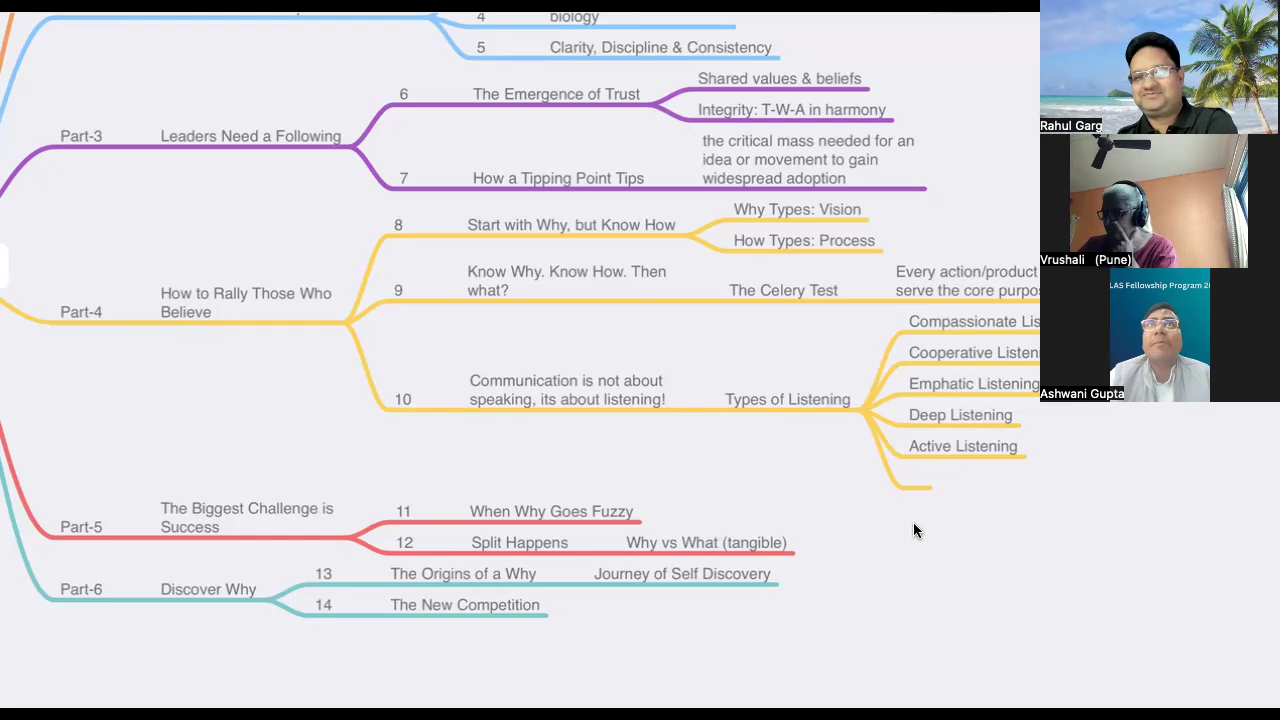 4
biology
5
Clarity, Discipline & Consistency
Part-3
Leaders Need a Following
6
The Emergence of Trust
Shared values & beliefs
Integrity: T-W-A in harmony
7
How a Tipping Point Tips
the critical mass needed for an
idea or movement to gain
widespread adoption
Part-4
How to Rally Those Who
Believe
8
Start with Why, but Know How
Why Types: Vision
How Types: Process
9
Know Why. Know How. Then
what?
The Celery Test
Every action/product
serve the core purpo
10
Communication is not about
speaking, its about listening!
Types of Listening
Compassionate Lis
Cooperative Listeni
Emphatic Listening
Deep Listening
Active Listening
Part-5
The Biggest Challenge is
Success
11
When Why Goes Fuzzy
12
Split Happens
Why vs What (tangible)
Part-6
Discover Why
13
The Origins of a Why
Journey of Self Discovery
14
The New Competition
Rahul Garg
Vrushali (Pune)
LAS Fellowship Program 2
Ashwani Gupta